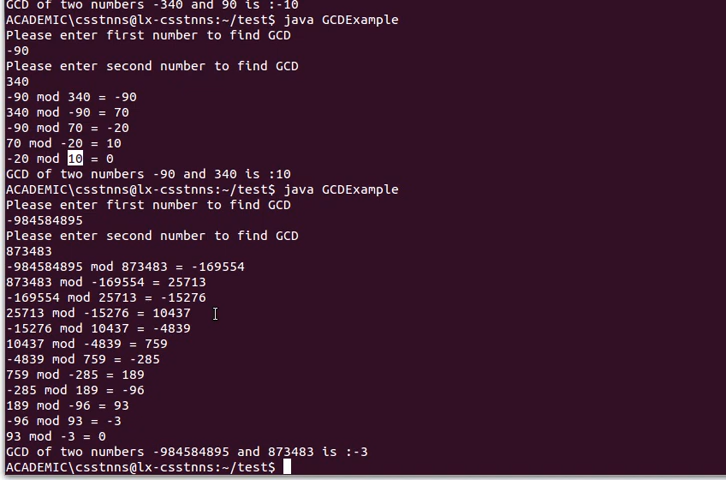 GCD of two numbers -340 and 90 is :-10
ACADEMIC\csstnns@lx-csstnns:~/test$ java GCDExample
Please enter first number to find GCD
-90
Please enter second number to find GCD
340
-90 mod 340 = -90
340 mod -90 = 70
-90 mod 70 = -20
70 mod -20 = 10
-20 mod 10 = 0
GCD of two numbers -90 and 340 is :10
ACADEMIC\csstnns@lx-csstnns:~/test$ java GCDExample
Please enter first number to find GCD
-984584895
Please enter second number to find GCD
873483
-984584895 mod 873483 = -169554
873483 mod -169554 = 25713
-169554 mod 25713 = -15276
25713 mod -15276 = 10437
-15276 mod 10437 = -4839
10437 mod -4839 = 759
-4839 mod 759 = -285
759 mod -285 = 189
-285 mod 189 = -96
189 mod -96 = 93
-96 mod 93 = -3
93 mod -3 = 0
GCD of two numbers -984584895 and 873483 is :-3
ACADEMIC\csstnns@lx-csstnns:~/test$